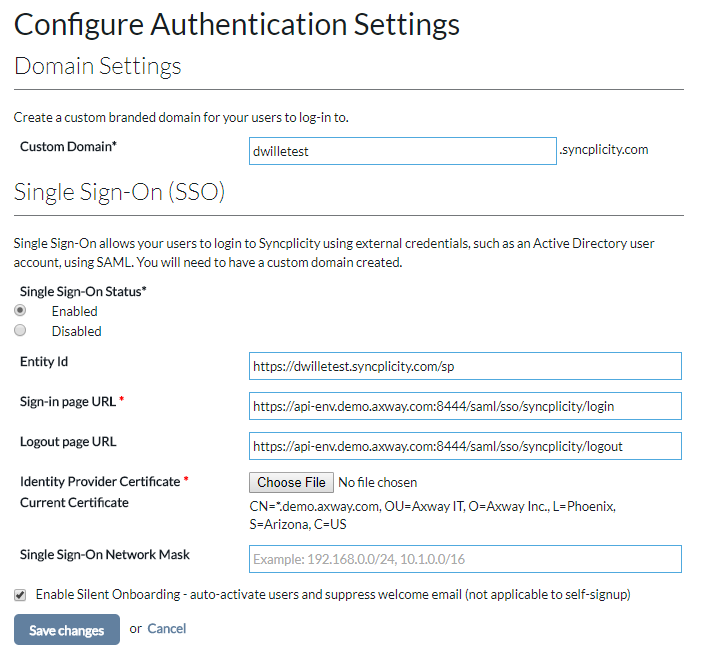 Configure Authentication Settings
Domain Settings
Create a custom branded domain for your users to log-in to.
Custom Domain* dwilletest .syncplicity.com
Single Sign-On (SSO)
Single Sign-On allows your users to login to Syncplicity using external credentials, such as an Active Directory user
account, using SAML. You will need to have a custom domain created.
Single Sign-On Status*
Enabled
Disabled
Entity Id https://dwilletest.syncplicity.com/sp
Sign-in page URL * https://api-env.demo.axway.com:8444/saml/sso/syncplicity/login
Logout page URL https://api-env.demo.axway.com:8444/saml/sso/syncplicity/logout
Identity Provider Certificate * Choose File No file chosen
Current Certificate CN=*.demo.axway.com, OU=Axway IT, O=Axway Inc., L=Phoenix,
S=Arizona, C=US
Single Sign-On Network Mask Example: 192.168.0.0/24, 10.1.0.0/16
Enable Silent Onboarding - auto-activate users and suppress welcome email (not applicable to self-signup)
Save changes or Cancel